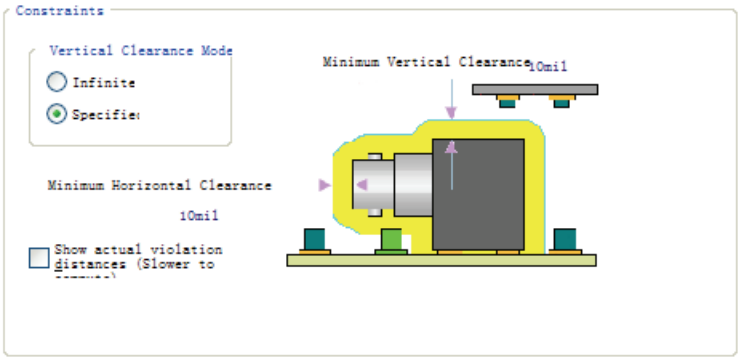 Constraints
Vertical Clearance Mode
Infinite
Specified
Minimum Vertical Clearance
10mil
Minimum Horizontal Clearance
10mil
Show actual violation
distances (Slower to